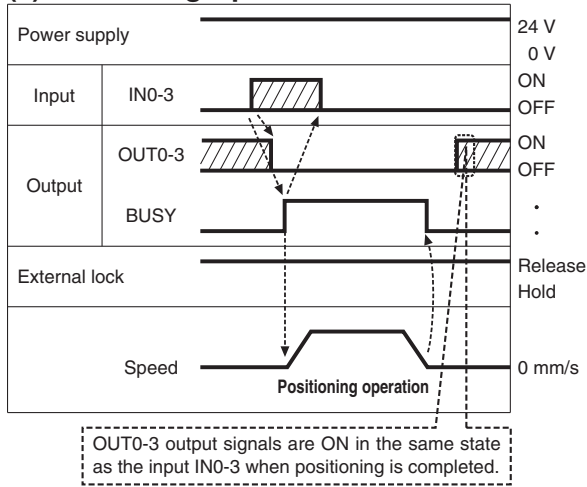 Power supply
24 V
0 V
Input
IN0-3
ON
OFF
Output
OUT0-3
ON
OFF
BUSY
External lock
Release
Hold
Speed
0 mm/s
Positioning operation
OUT0-3 output signals are ON in the same state
as the input IN0-3 when positioning is completed.